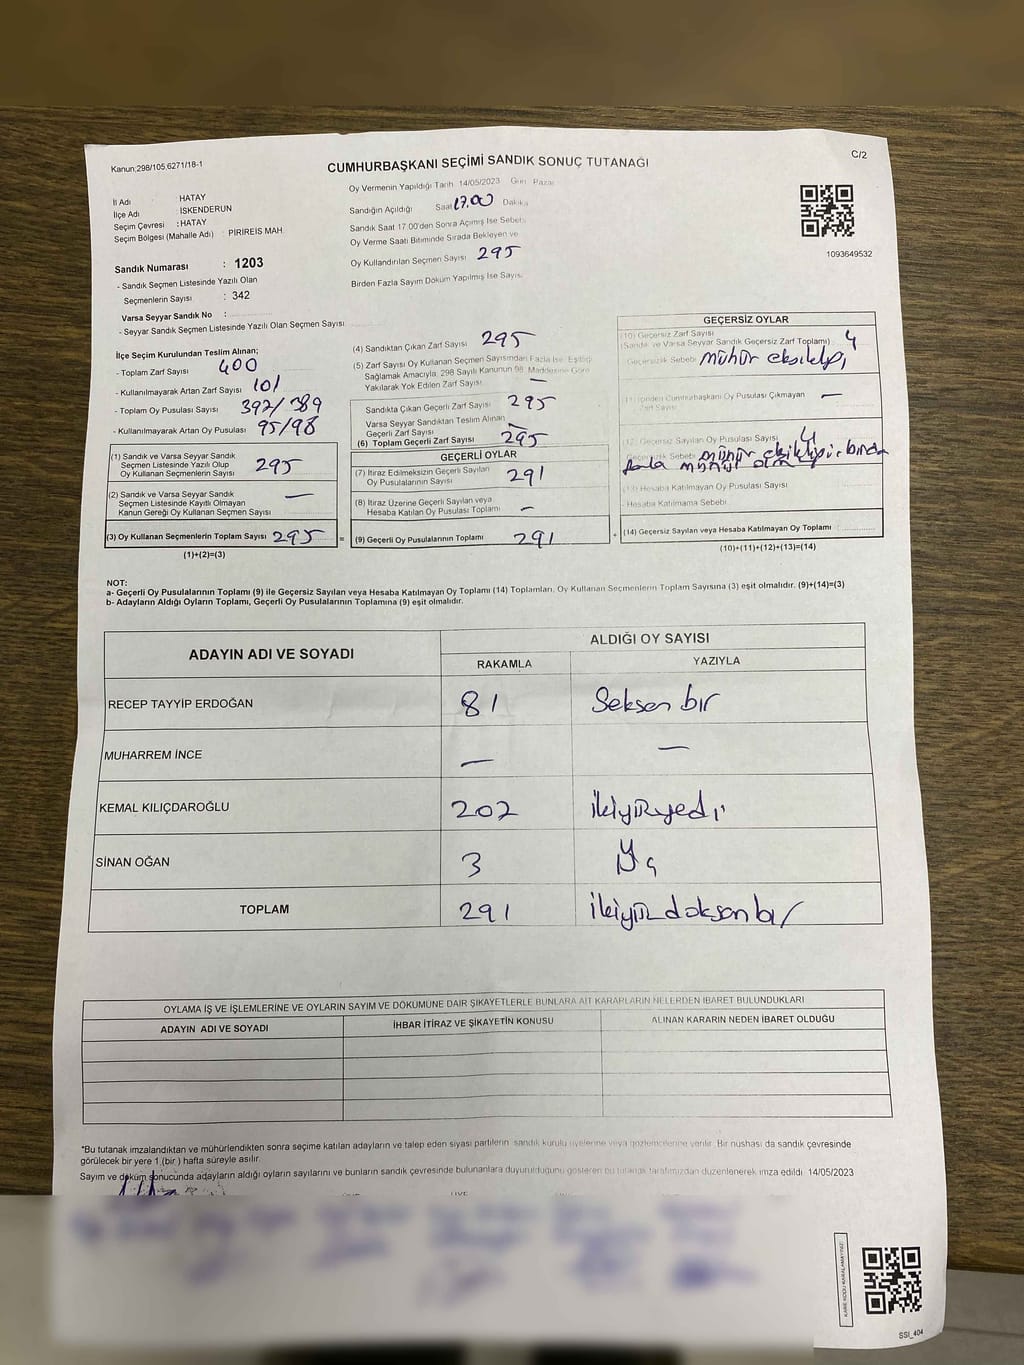 Kanun:298/105,6271/18-1
CUMHURBAŞKANI SEÇİMİ SANDIK SONUÇ TUTANAĞI
C/2
İl Adı : HATAY
İlçe Adı : İSKENDERUN
Seçim Çevresi : HATAY
Seçim Bölgesi (Mahalle Adı) : PİRİREİS MAH.
Sandık Numarası : 1203
- Sandık Seçmen Listesinde Yazılı Olan
Seçmenlerin Sayısı : 342
Varsa Seyyar Sandık No :
- Seyyar Sandık Seçmen Listesinde Yazılı Olan Seçmen Sayısı
Oy Vermenin Yapıldığı Tarih 14/05/2023 Gün Pazar
Sandığın Açıldığı Saat 17.00 Dakika
Sandık Saat 17.00'den Sonra Açımış İse Sebebi
Oy Verme Saati Bitiminde Sırada Bekleyen ve
Oy Kullandırılan Seçmen Sayısı 295
Birden Fazla Sayım Döküm Yapılmış İse Sayısı
1093649532
İlçe Seçim Kurulundan Teslim Alınan;
- Toplam Zarf Sayısı 400
- Kullanılmayarak Artan Zarf Sayısı 101
- Toplam Oy Pusulası Sayısı 392/389
- Kullanılmayarak Artan Oy Pusulası 95/98
(1) Sandık ve Varsa Seyyar Sandık
Seçmen Listesinde Yazılı Olup
Oy Kullanan Seçmenlerin Sayısı 295
(2) Sandık ve Varsa Seyyar Sandık
Seçmen Listesinde Kayıtlı Olmayan
Kanun Gereği Oy Kullanan Seçmen Sayısı —
(3) Oy Kullanan Seçmenlerin Toplam Sayısı 295 =
(1)+(2)=(3)
(4) Sandıktan Çıkan Zarf Sayısı 295
(5) Zarf Sayısı Oy Kullanan Seçmen Sayısından Fazla İse, Eşitliği
Sağlamak Amacıyla, 298 Sayılı Kanunun 98. Maddesine Göre
Yakılarak Yok Edilen Zarf Sayısı —
Sandıkta Çıkan Geçerli Zarf Sayısı 295
Varsa Seyyar Sandıktan Teslim Alınan
Geçerli Zarf Sayısı —
(6) Toplam Geçerli Zarf Sayısı 295
GEÇERLİ OYLAR
(7) İtiraz Edilmeksizin Geçerli Sayılan
Oy Pusulalarının Sayısı 291
(8) İtiraz Üzerine Geçerli Sayılan veya
Hesaba Katılan Oy Pusulası Toplamı —
(9) Geçerli Oy Pusulalarının Toplamı 291 +
GEÇERSİZ OYLAR
(10) Geçersiz Zarf Sayısı
(Sandık ve Varsa Seyyar Sandık Geçersiz Zarf Toplamı) 4
Geçersizlik Sebebi mühür eksikliği
(11) İçinden Cumhurbaşkanı Oy Pusulası Çıkmayan
Zarf Sayısı —
(12) Geçersiz Sayılan Oy Pusulası Sayısı 4
Geçersizlik Sebebi mühür eksikliği birbinda
fazla mühür
(13) Hesaba Katılmayan Oy Pusulası Sayısı
- Hesaba Katılmama Sebebi
(14) Geçersiz Sayılan veya Hesaba Katılmayan Oy Toplamı :
(10)+(11)+(12)+(13)=(14)
NOT:
a- Geçerli Oy Pusulalarının Toplamı (9) ile Geçersiz Sayılan veya Hesaba Katılmayan Oy Toplamı (14) Toplamları, Oy Kullanan Seçmenlerin Toplam Sayısına (3) eşit olmalıdır. (9)+(14)=(3)
b- Adayların Aldığı Oyların Toplamı, Geçerli Oy Pusulalarının Toplamına (9) eşit olmalıdır.
ADAYIN ADI VE SOYADI
ALDIĞI OY SAYISI
RAKAMLA YAZIYLA
RECEP TAYYİP ERDOĞAN 81 Seksen bir
MUHARREM İNCE — —
KEMAL KILIÇDAROĞLU 207 ikiyüzyedi
SİNAN OĞAN 3 Üç
TOPLAM 291 ikiyüz doksan bir
OYLAMA İŞ VE İŞLEMLERİNE VE OYLARIN SAYIM VE DÖKÜMÜNE DAİR ŞİKAYETLERLE BUNLARA AİT KARARLARIN NELERDEN İBARET BULUNDUKLARI
ADAYIN ADI VE SOYADI İHBAR İTİRAZ VE ŞİKAYETİN KONUSU ALINAN KARARIN NEDEN İBARET OLDUĞU
*Bu tutanak imzalandıktan ve mühürlendikten sonra seçime katılan adayların ve talep eden siyasi partilerin sandık kurulu üyelerine veya gözlemcilerine verilir. Bir nushası da sandık çevresinde
görülecek bir yere 1 (bir) hafta süreyle asılır.
Sayım ve döküm sonucunda adayların aldığı oyların sayılarını ve bunların sandık çevresinde bulunanlara duyurulduğunu gösteren bu tutanak tarafımızdan düzenlenerek imza edildi. 14/05/2023
KARE KODU KARALAMAYINIZ
SSI_404